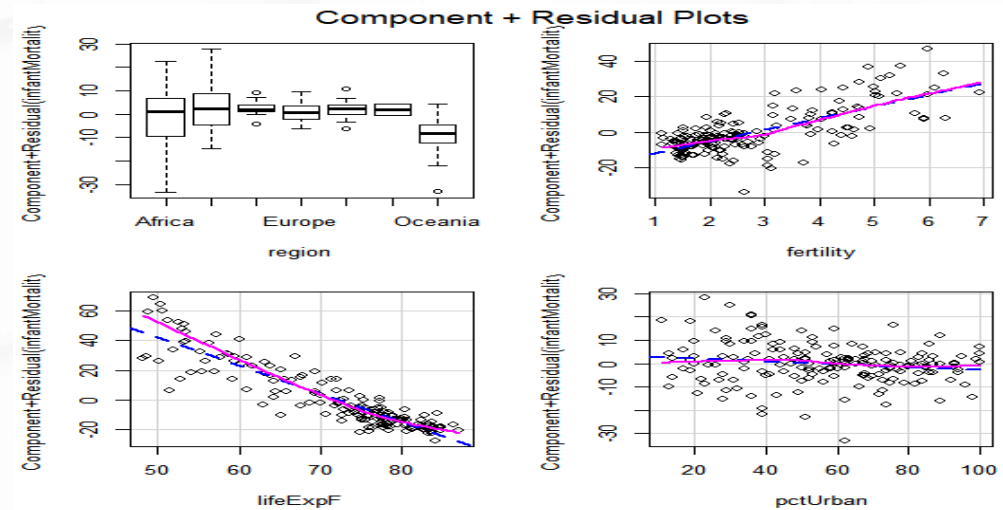 Component + Residual Plots
Component+Residual(infantMortality
30
10
0
-10
-30
Africa Europe Oceania
region
Component+Residual(infantMortality
40
20
0
-20
1 2 3 4 5 6 7
fertility
Component+Residual(infantMortality
60
40
20
0
-20
50 60 70 80
lifeExpF
Component+Residual(infantMortality
30
10
0
-10
-30
20 40 60 80 100
pctUrban